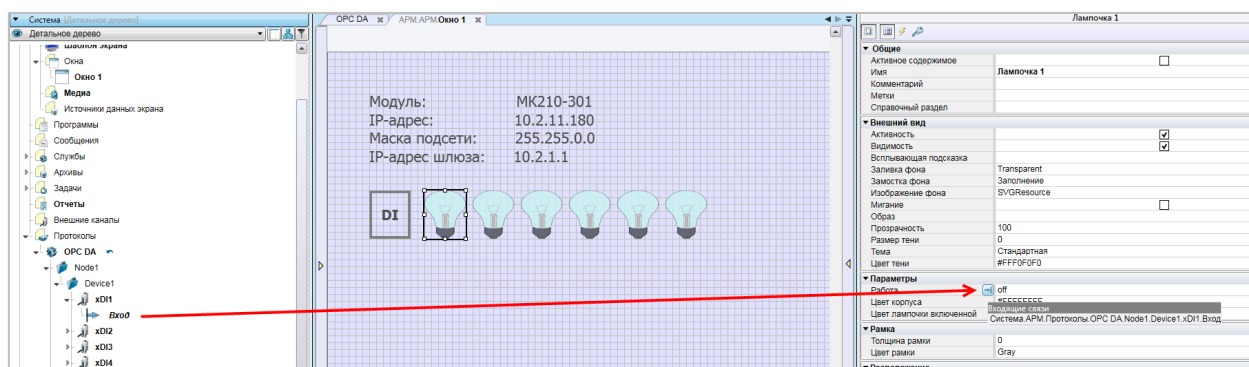 Система [Детальное дерево]
Детальное дерево
Шаблон экрана
Окна
Окно 1
Медиа
Источники данных экрана
Программы
Сообщения
Службы
Архивы
Задачи
Отчеты
Внешние каналы
Протоколы
OPC DA
Node1
Device1
xDI1
Вход
xDI2
xDI3
xDI4
OPC DA
АРМ.АРМ.Окно 1
Модуль: МК210-301
IP-адрес: 10.2.11.180
Маска подсети: 255.255.0.0
IP-адрес шлюза: 10.2.1.1
DI
Лампочка 1
Общие
Активное содержимое
Имя Лампочка 1
Комментарий
Метки
Справочный раздел
Внешний вид
Активность
Видимость
Всплывающая подсказка
Заливка фона Transparent
Замостка фона Заполнение
Изображение фона SVGResource
Мигание
Образ
Прозрачность 100
Размер тени 0
Тема Стандартная
Цвет тени #FFF0F0F0
Параметры
Работа off
Цвет корпуса #FFFFFFFF
Входящие связи
Цвет лампочки включенной Система.АРМ.Протоколы.OPC DA.Node1.Device1.xDI1.Вход
Рамка
Толщина рамки 0
Цвет рамки Gray
Расположение